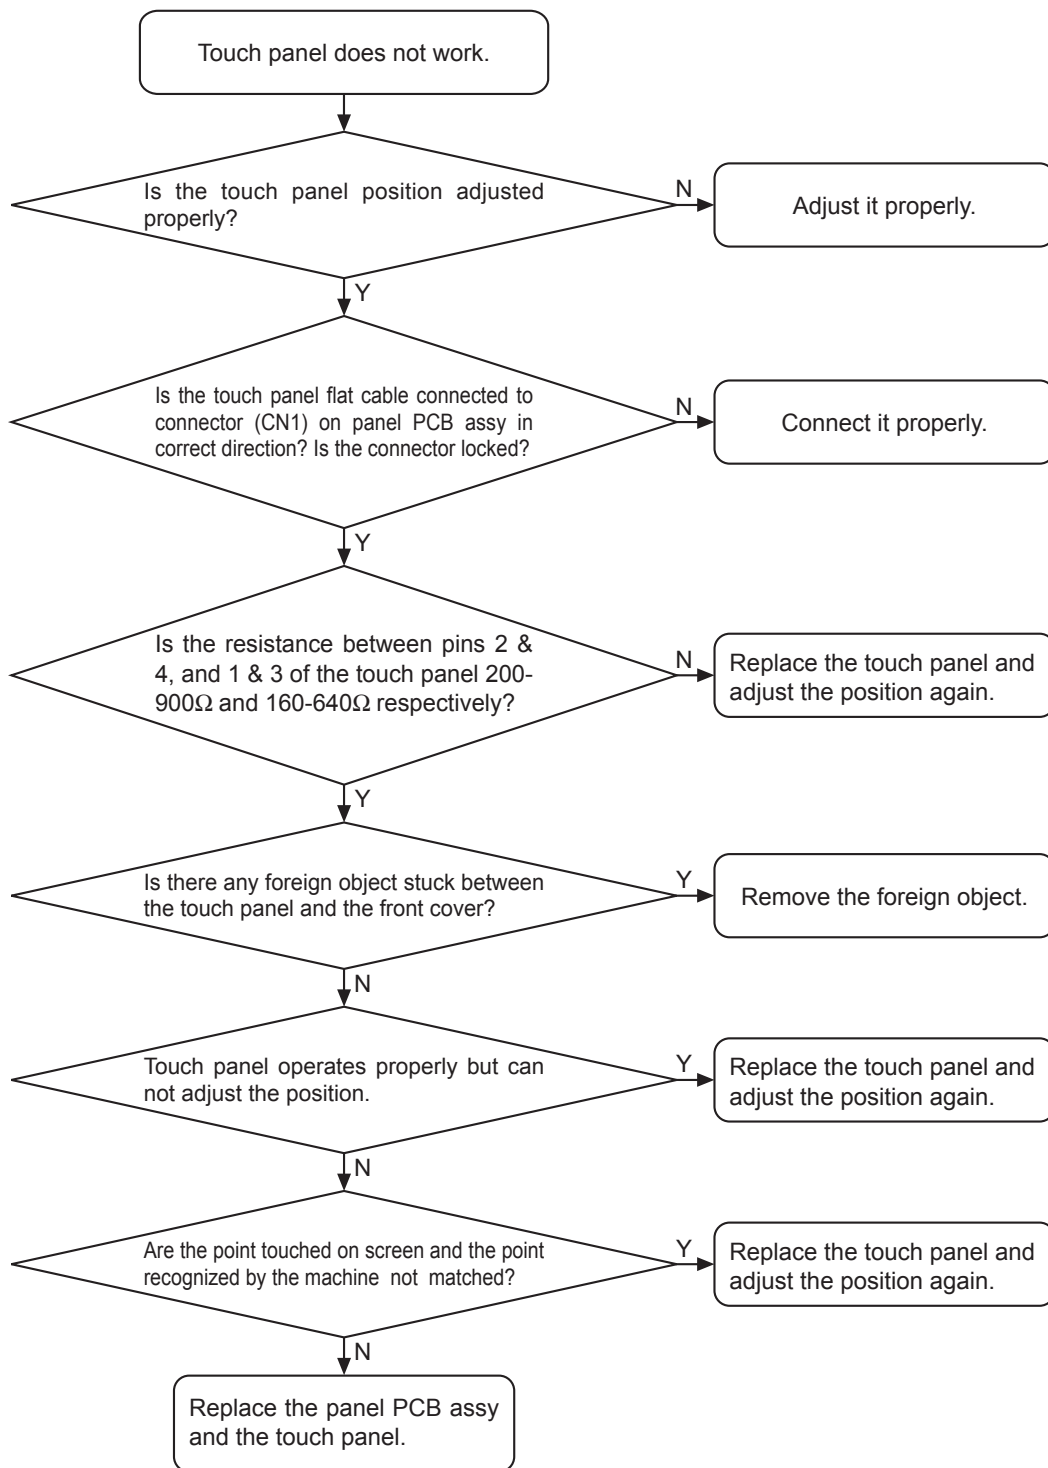 Touch panel does not work.
Is the touch panel position adjusted
properly?
N
Adjust it properly.
Y
Is the touch panel flat cable connected to
connector (CN1) on panel PCB assy in
correct direction? Is the connector locked?
N
Connect it properly.
Y
Is the resistance between pins 2 &
4, and 1 & 3 of the touch panel 200-
900Ω and 160-640Ω respectively?
N
Replace the touch panel and
adjust the position again.
Y
Is there any foreign object stuck between
the touch panel and the front cover?
Y
Remove the foreign object.
N
Touch panel operates properly but can
not adjust the position.
Y
Replace the touch panel and
adjust the position again.
N
Are the point touched on screen and the point
recognized by the machine not matched?
Y
Replace the touch panel and
adjust the position again.
N
Replace the panel PCB assy
and the touch panel.